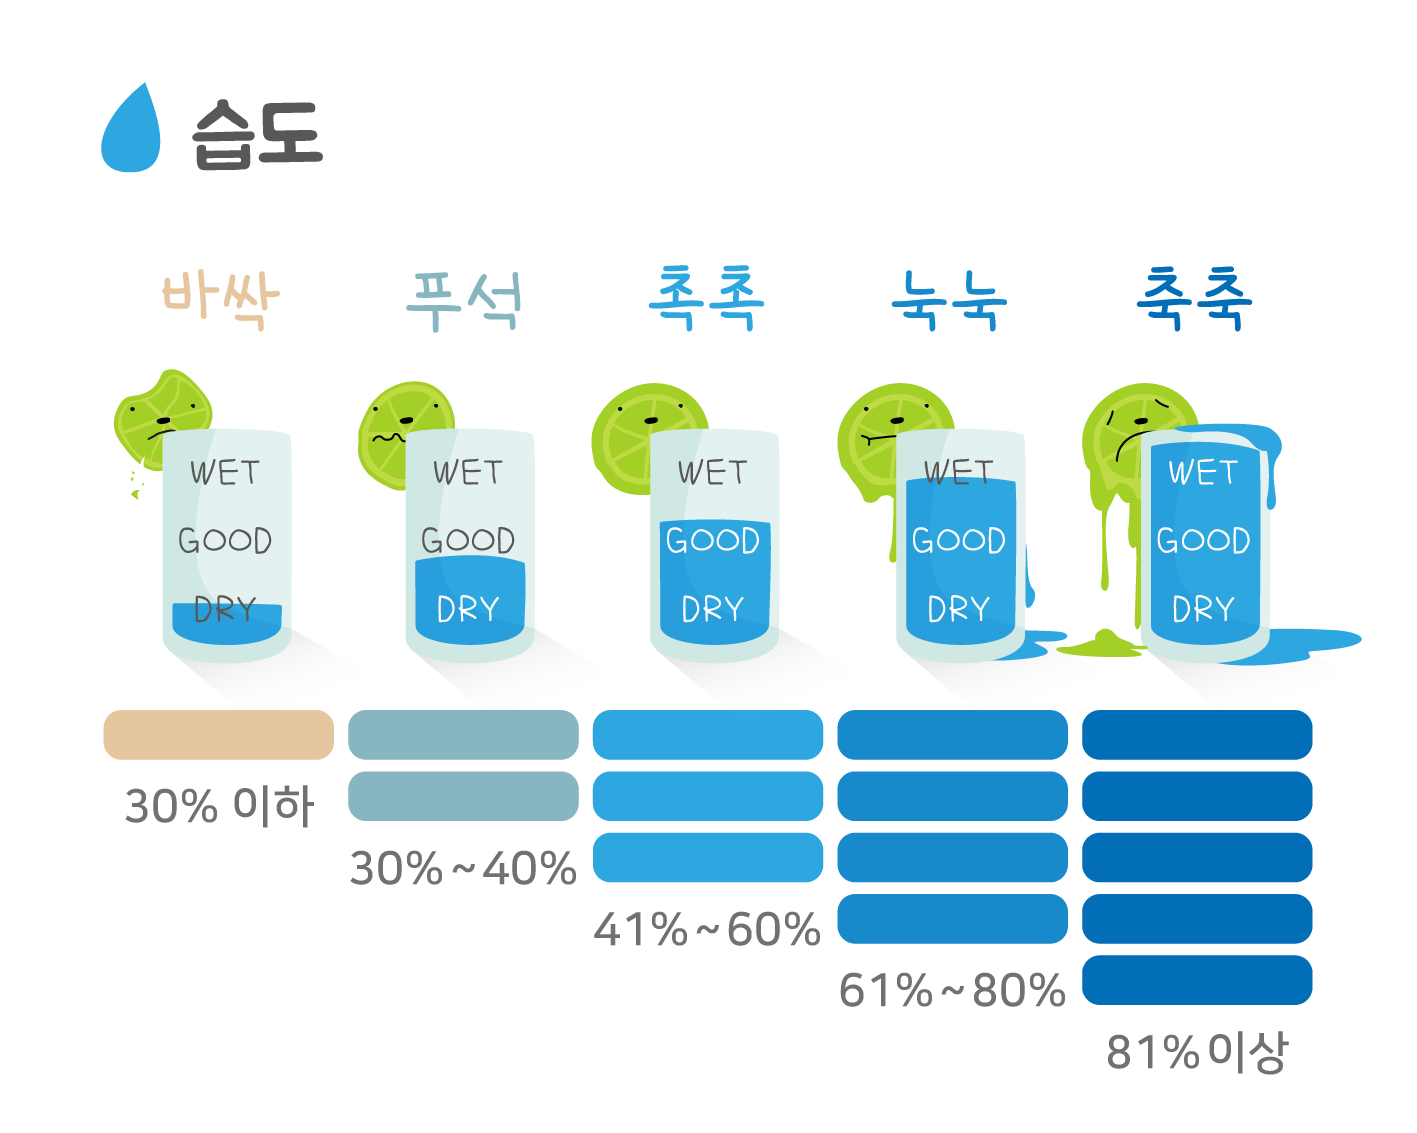 습도
바싹 푸석 촉촉 눅눅 축축
WET WET WET WET WET
GOOD GOOD GOOD GOOD GOOD
DRY DRY DRY DRY DRY
30% 이하
30%~40%
41%~60%
61%~80%
81% 이상